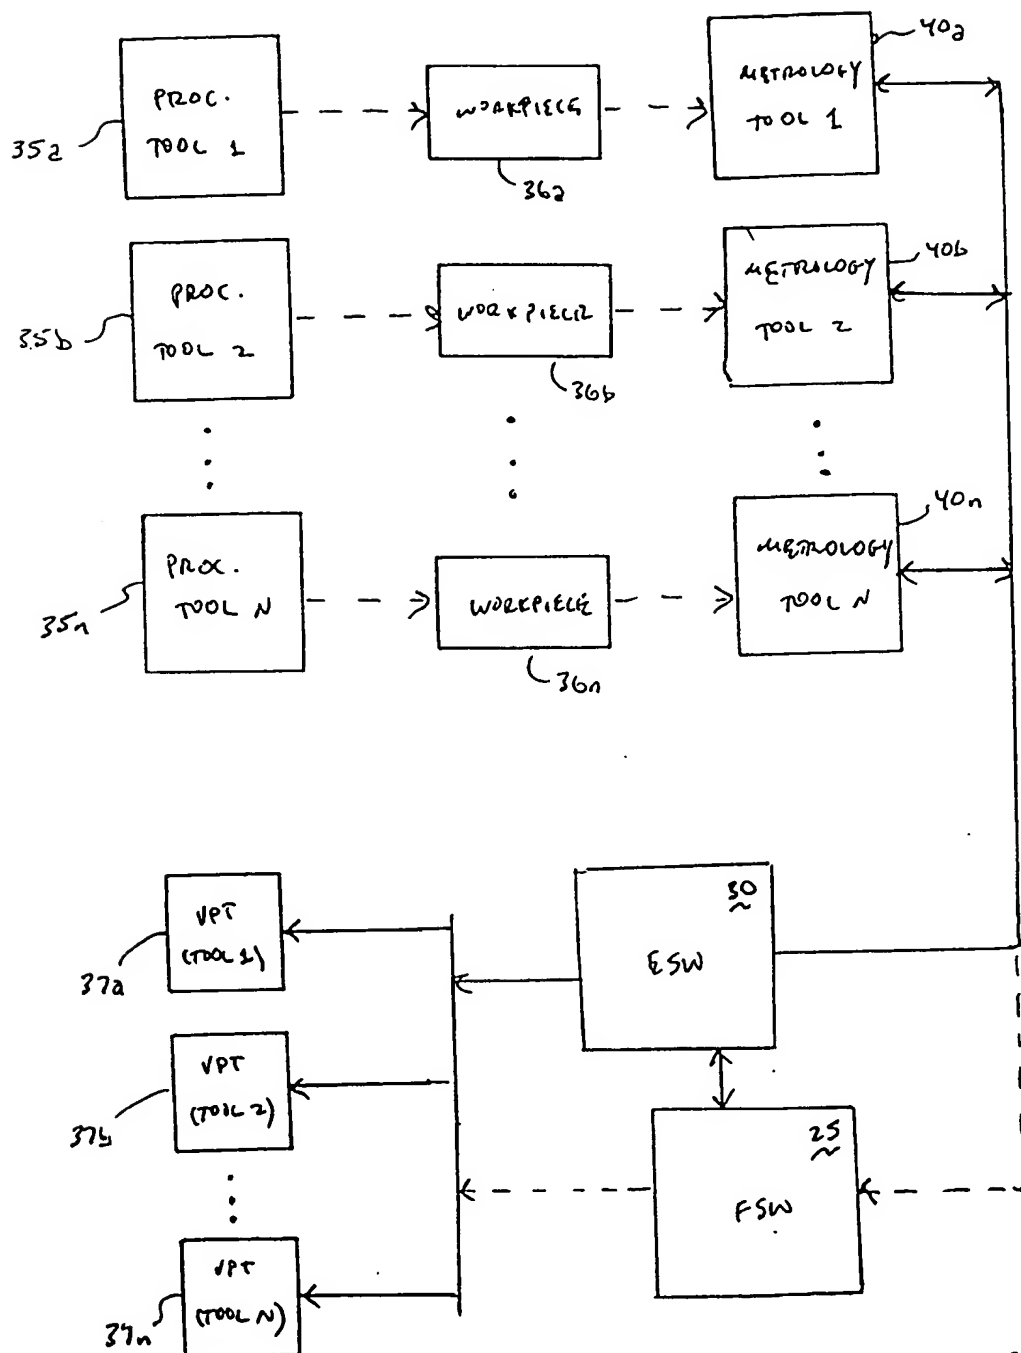 40a
PROC.
TOOL 1
WORKPIECE
METROLOGY
TOOL 1
35a
36a
PROC.
TOOL 2
WORKPIECE
METROLOGY
TOOL 2
40b
35b
36b
PROC.
TOOL N
WORKPIECE
METROLOGY
TOOL N
40n
35n
36n
VPT
(TOOL 1)
37a
30
ESW
VPT
(TOOL 2)
37b
25
FSW
VPT
(TOOL N)
37n